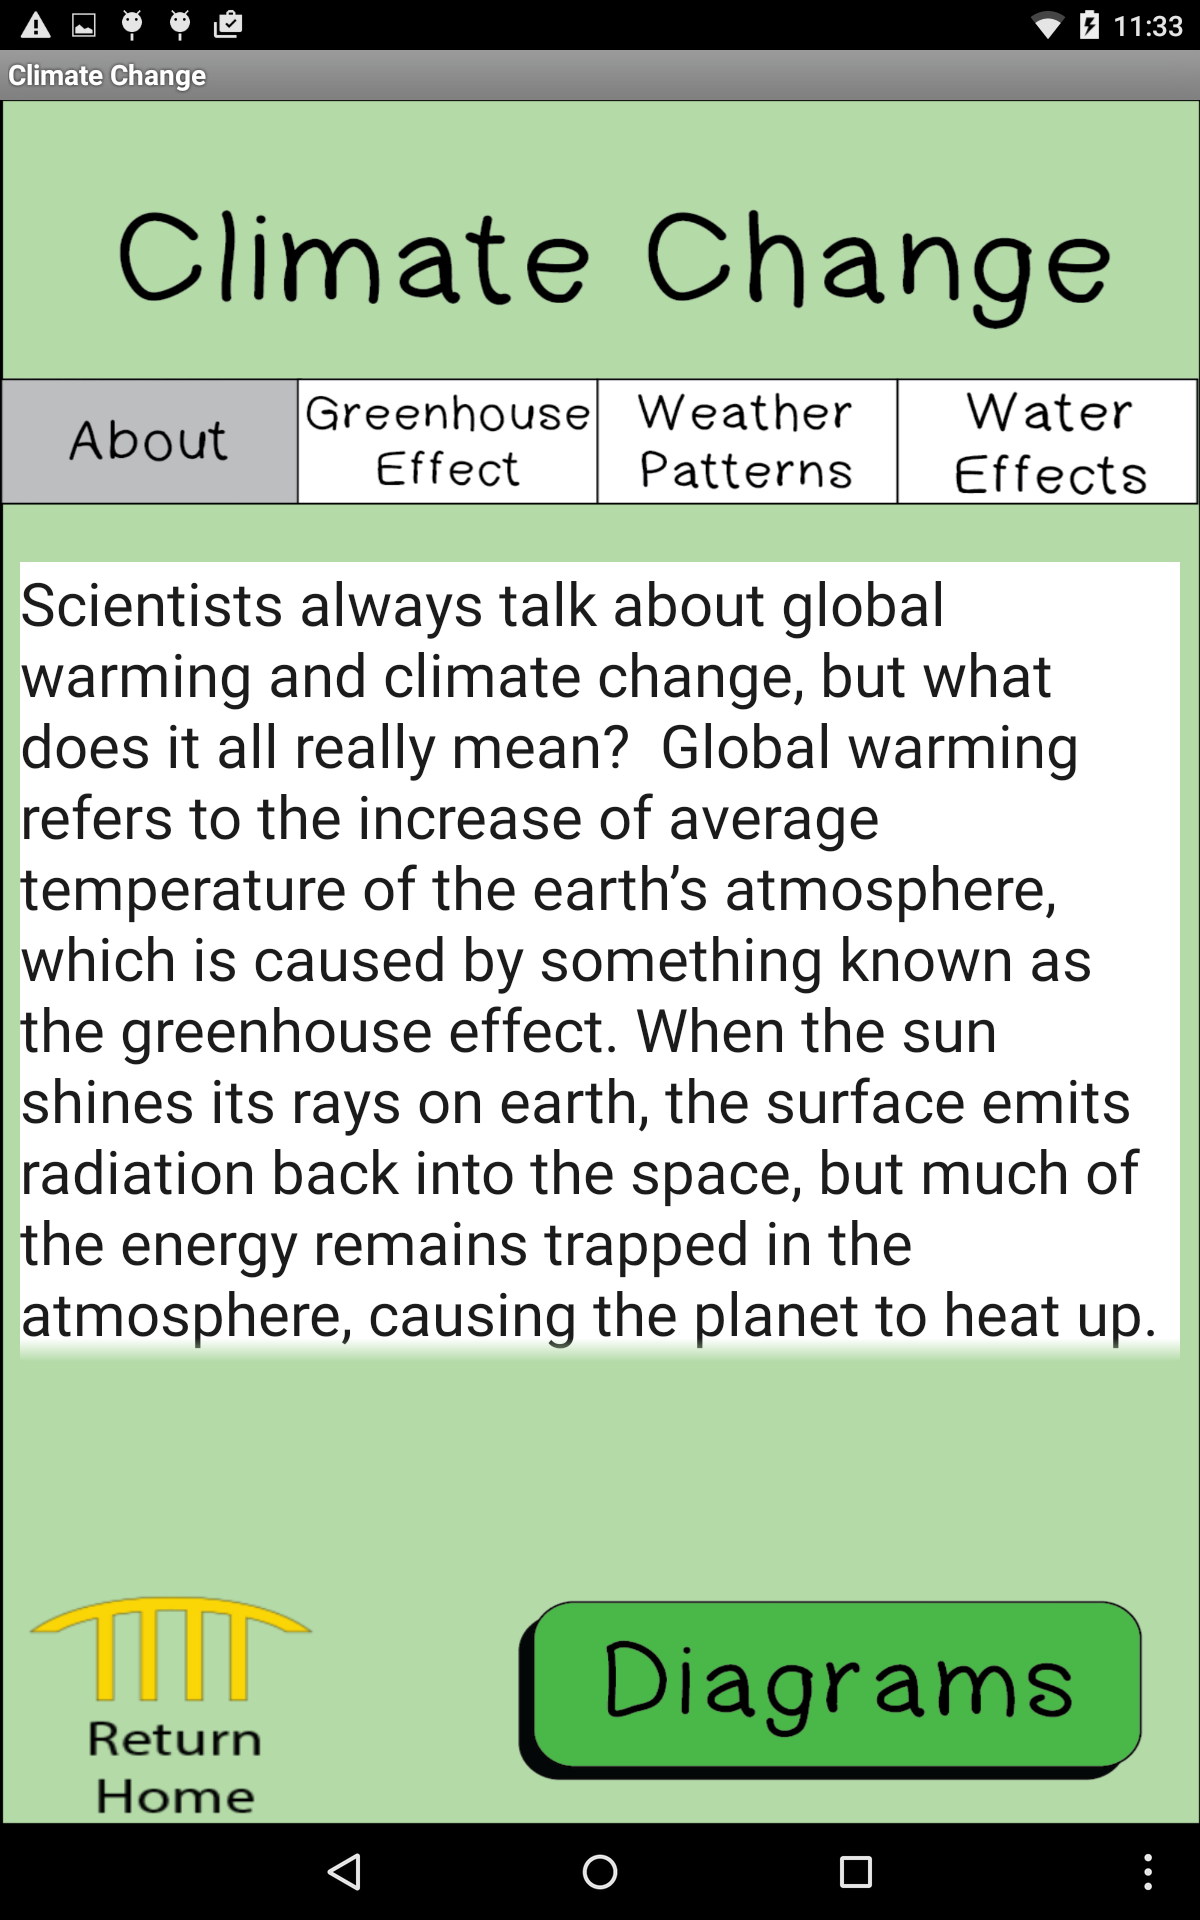 11:33
Climate Change
Climate Change
About
Greenhouse
Effect
Weather
Patterns
Water
Effects
Scientists always talk about global
warming and climate change, but what
does it all really mean?  Global warming
refers to the increase of average
temperature of the earth’s atmosphere,
which is caused by something known as
the greenhouse effect. When the sun
shines its rays on earth, the surface emits
radiation back into the space, but much of
the energy remains trapped in the
atmosphere, causing the planet to heat up.
Return
Home
Diagrams